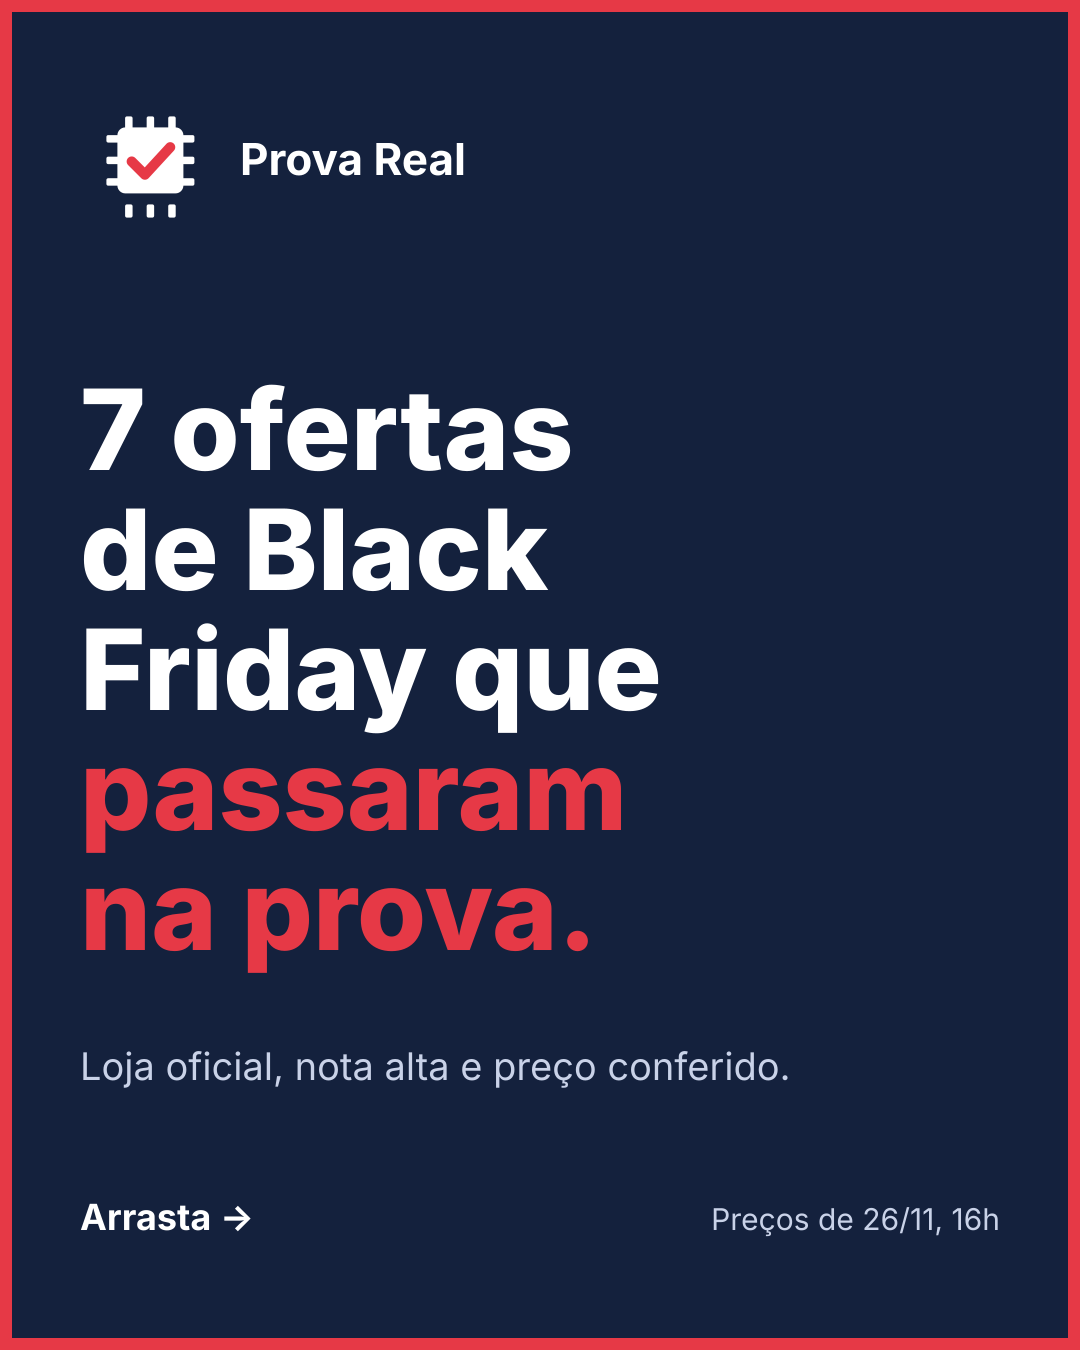 Prova Real
7 ofertas
de Black
Friday que
passaram
na prova.
Loja oficial, nota alta e preço conferido.
Arrasta →
Preços de 26/11, 16h